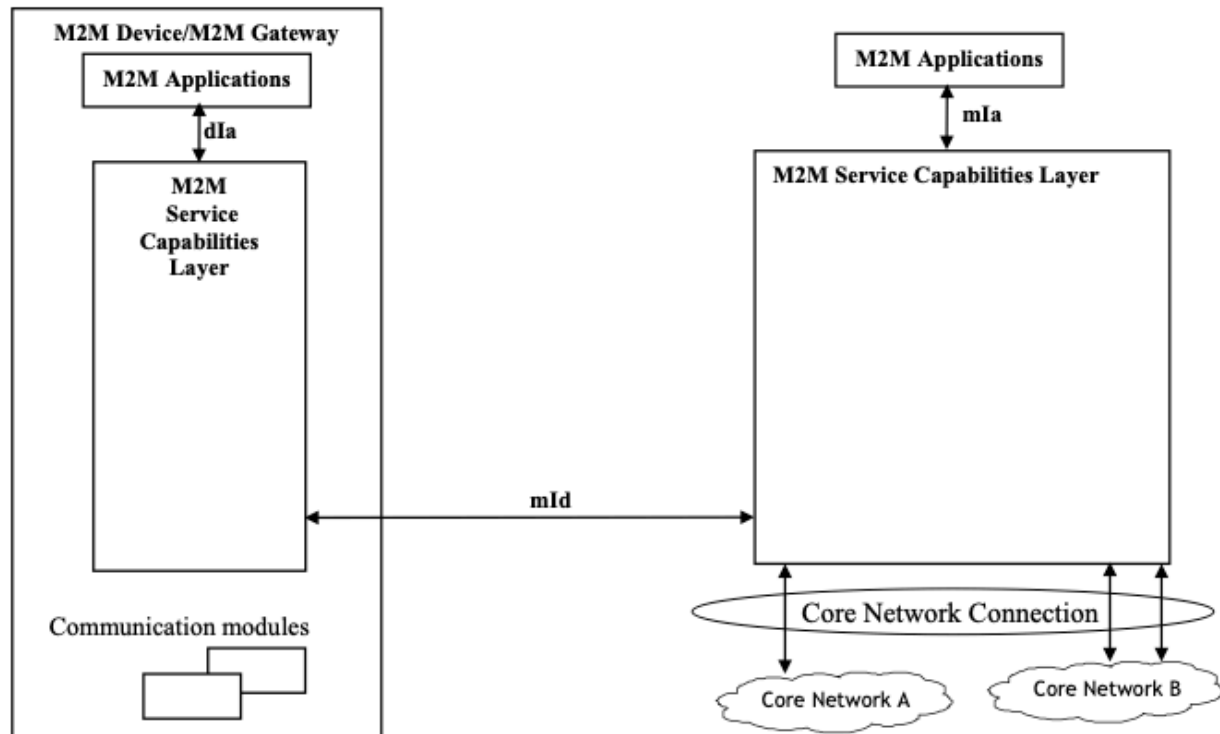 M2M Device/M2M Gateway
M2M Applications
dIa
M2M
Service
Capabilities
Layer
Communication modules
mId
M2M Applications
mIa
M2M Service Capabilities Layer
Core Network Connection
Core Network A
Core Network B